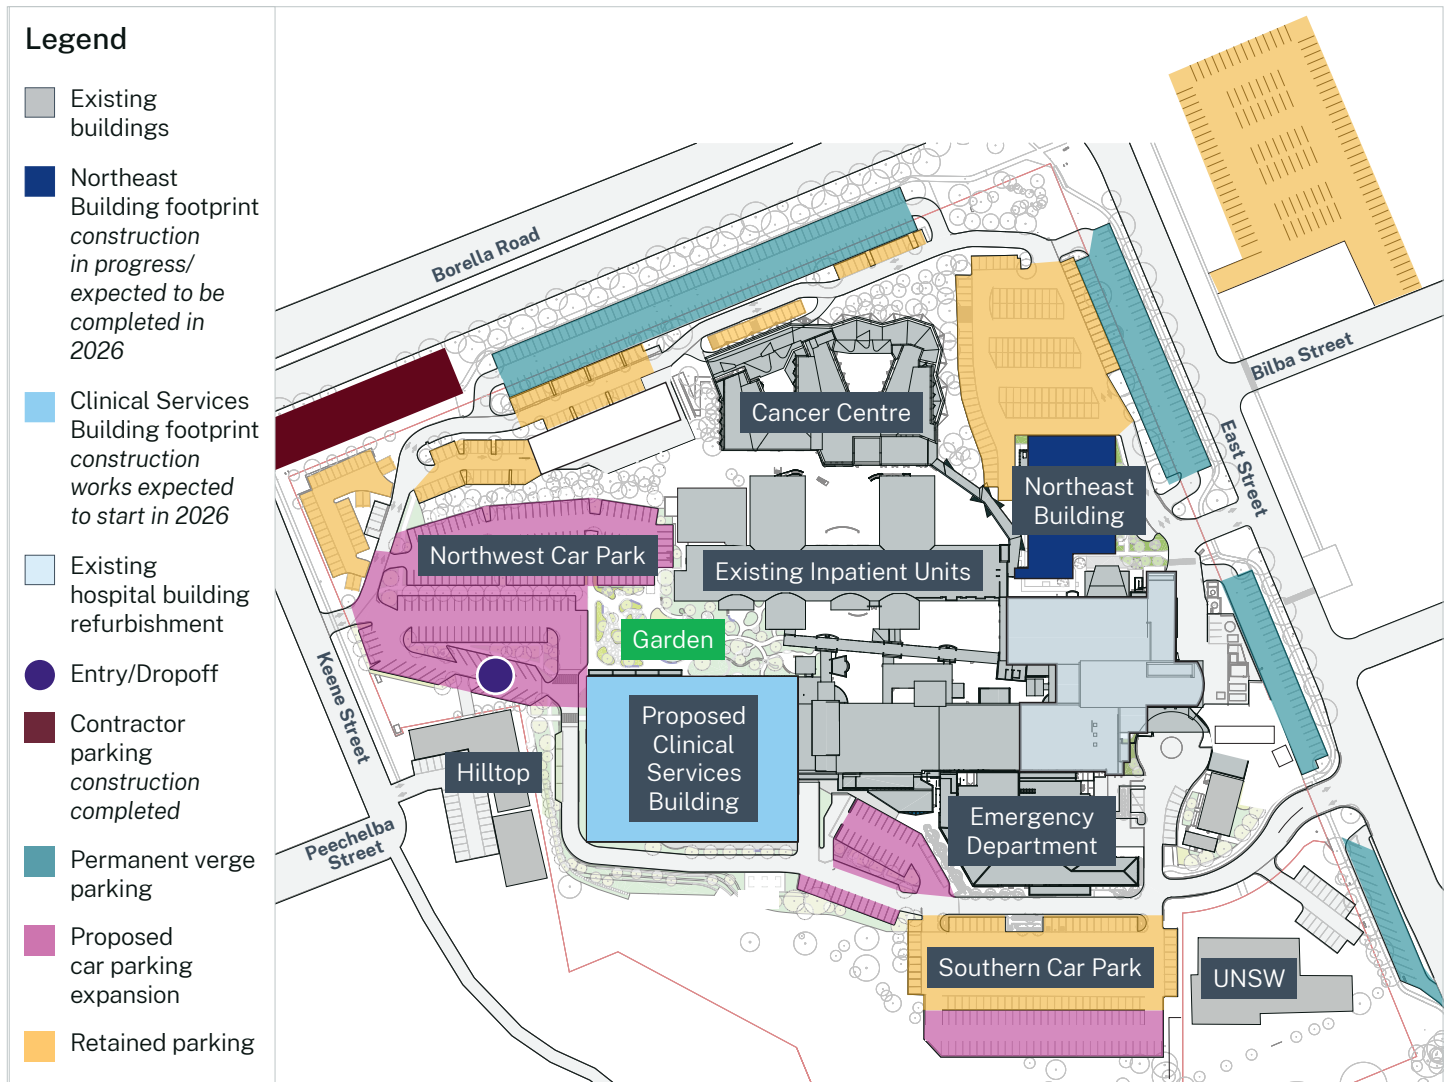 Legend
Existing
buildings
Northeast
Building footprint
construction
in progress/
expected to be
completed in
2026
Clinical Services
Building footprint
construction
works expected
to start in 2026
Existing
hospital building
refurbishment
Entry/Dropoff
Contractor
parking
construction
completed
Permanent verge
parking
Proposed
car parking
expansion
Retained parking
Borella Road
Bilba Street
East Street
Cancer Centre
Northeast
Building
Northwest Car Park
Existing Inpatient Units
Garden
Keene Street
Proposed
Clinical
Services
Building
Hilltop
Peechelba
Street
Emergency
Department
Southern Car Park
UNSW